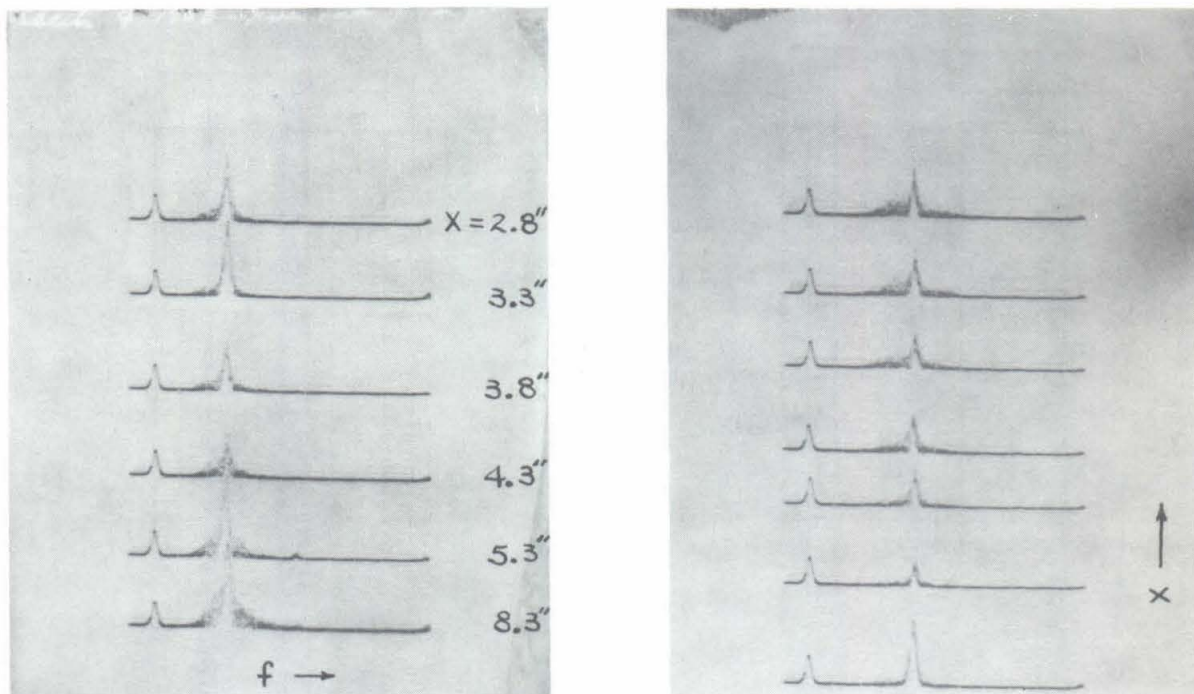 X = 2.8"
3.3"
3.8"
4.3"
5.3"
8.3"
f →
x →